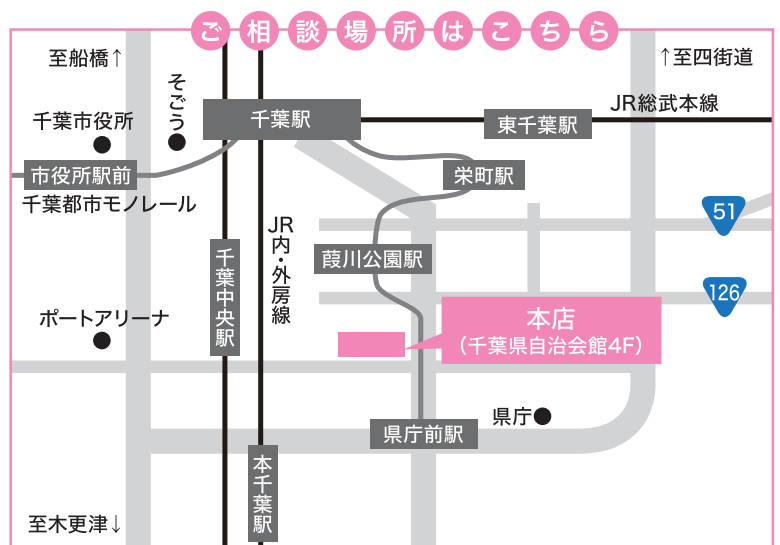 ご相談場所はこちら
至船橋↑
↑至四街道
そごう
千葉市役所
千葉駅
JR総武本線
東千葉駅
市役所駅前
栄町駅
千葉都市モノレール
51
JR内・外房線
千葉中央駅
葭川公園駅
126
ポートアリーナ
本店
（千葉県自治会館4F）
県庁
県庁前駅
本千葉駅
至木更津↓